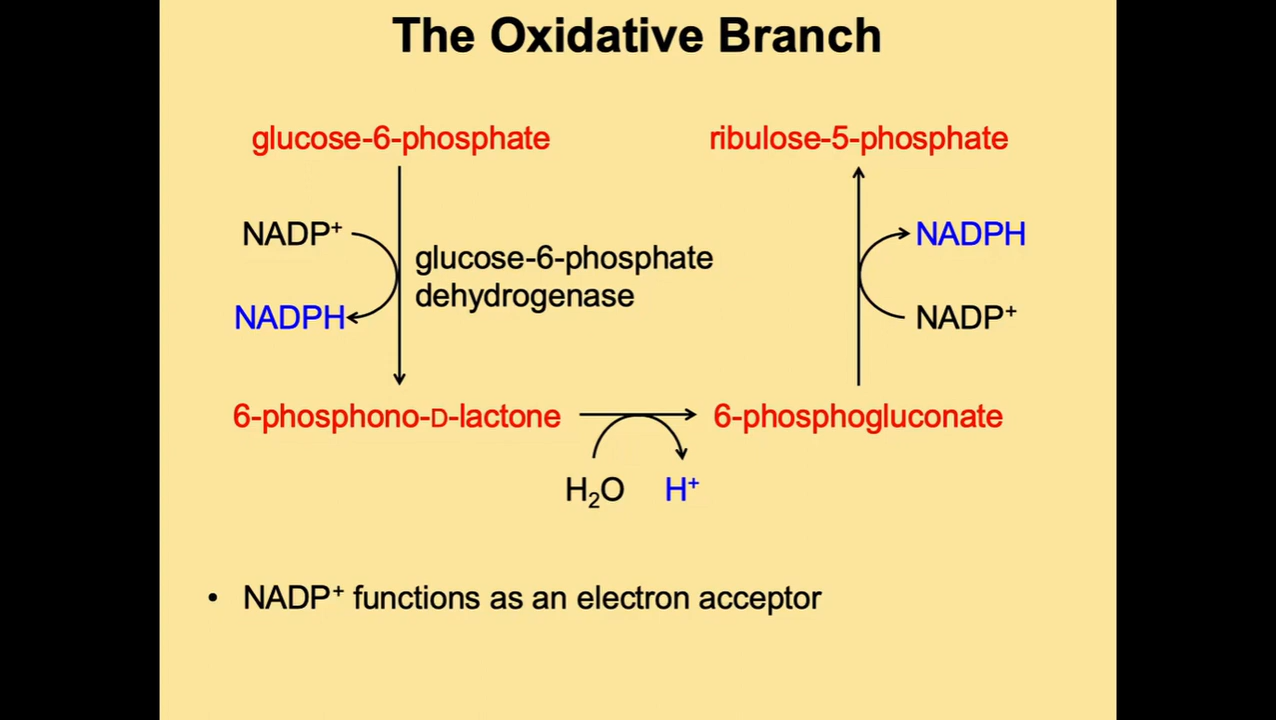 The Oxidative Branch
glucose-6-phosphate
ribulose-5-phosphate
NADP⁺
NADPH
glucose-6-phosphate
dehydrogenase
NADPH
NADP⁺
6-phosphono-D-lactone
6-phosphogluconate
H₂O
H⁺
• NADP⁺ functions as an electron acceptor